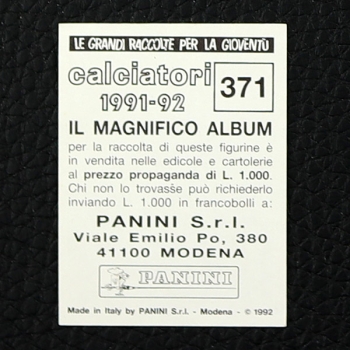 LE GRANDI RACCOLTE PER LA GIOVENTÙ
calciatori
1991-92
371
IL MAGNIFICO ALBUM
per la raccolta di queste figurine è
in vendita nelle edicole e cartolerie
al prezzo propaganda di L. 1.000.
Chi non lo trovasse può richiederlo
inviando L. 1.000 in francobolli a:
PANINI S.r.l.
Viale Emilio Po, 380
41100 MODENA
PANINI
Made in Italy by PANINI S.r.l. - Modena - © 1992